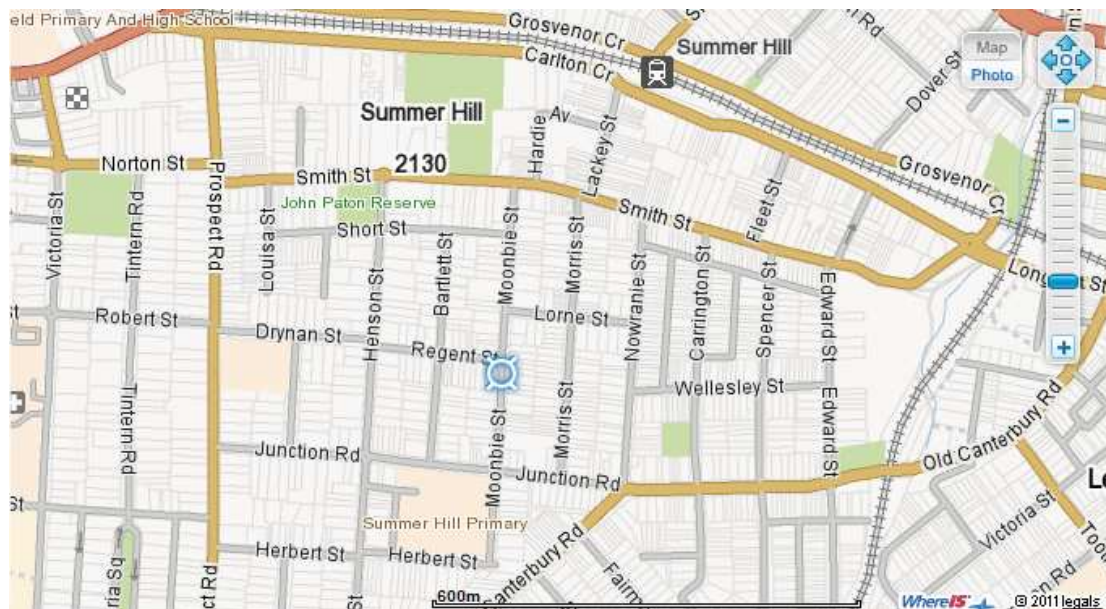 eld Primary And High School
Grosvenor Cr
Summer Hill
Map
Photo
Carlton Cr
Dover St
Summer Hill
Hardie Av
Lackey St
2130
Norton St
Smith St
Prospect Rd
Grosvenor Cr
John Paton Reserve
Smith St
Fleet St
Victoria St
Tintern Rd
Louisa St
Short St
Bartlett St
Moonbie St
Morris St
Longport St
Henson St
Nowranie St
Carrington St
Spencer St
Edward St
Robert St
Drynan St
Lorne St
Regent St
Wellesley St
Tintern Rd
Morris St
Moonbie St
Edward St
Old Canterbury Rd
Junction Rd
Junction Rd
Summer Hill Primary
Victoria St
Herbert St
Herbert St
Canterbury Rd
ria Sq
ct Rd
600m
WhereiS
© 2011 legals